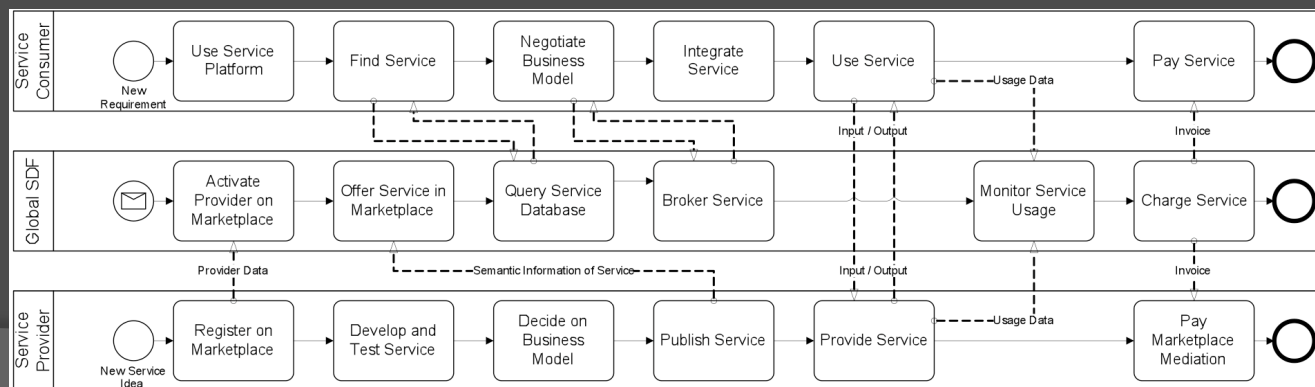 Service
Consumer
New
Requirement
Use Service
Platform
Find Service
Negotiate
Business
Model
Integrate
Service
Use Service
Usage Data
Pay Service
Input / Output
Invoice
Global SDF
Activate
Provider on
Marketplace
Offer Service in
Marketplace
Query Service
Database
Broker Service
Monitor Service
Usage
Charge Service
Provider Data
Semantic Information of Service
Input / Output
Invoice
Service
Provider
New Service
Idea
Register on
Marketplace
Develop and
Test Service
Decide on
Business
Model
Publish Service
Provide Service
Usage Data
Pay
Marketplace
Mediation